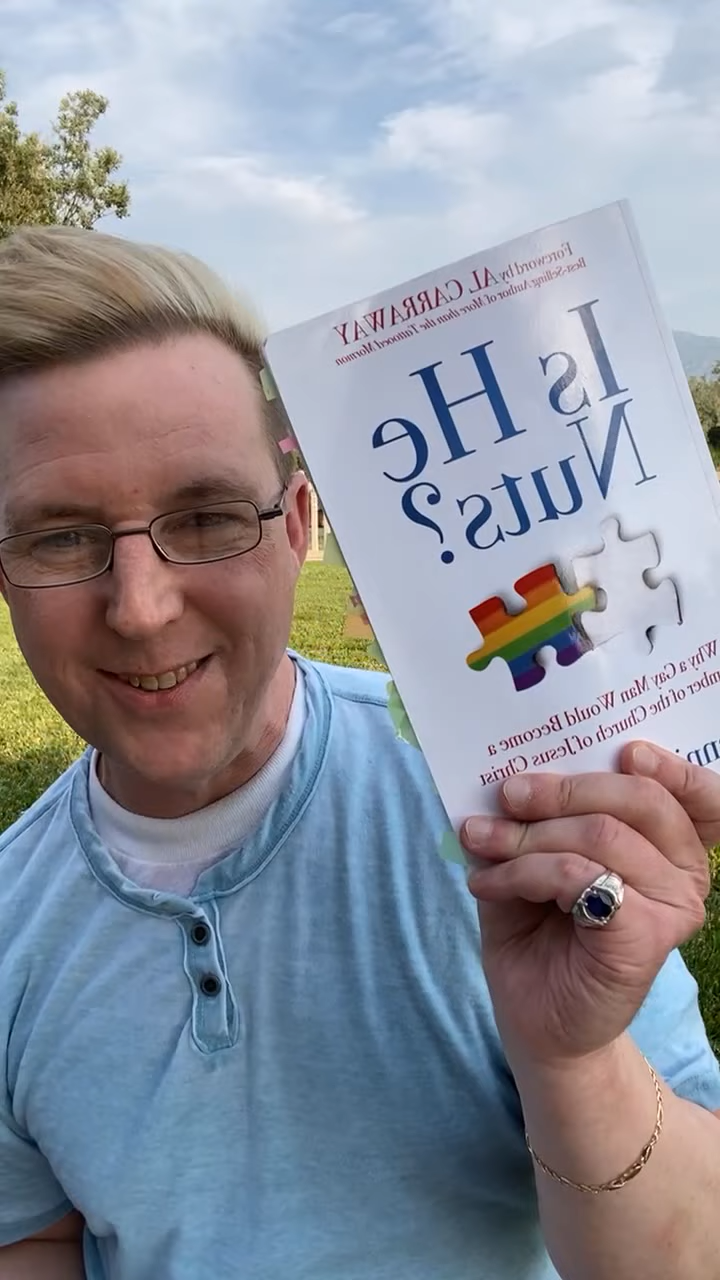 Foreword by AL CARRAWAY
Best-Selling Author of More than the Tattooed Mormon
Is He
Nuts?
Why a Gay Man Would Become a
mber of the Church of Jesus Christ